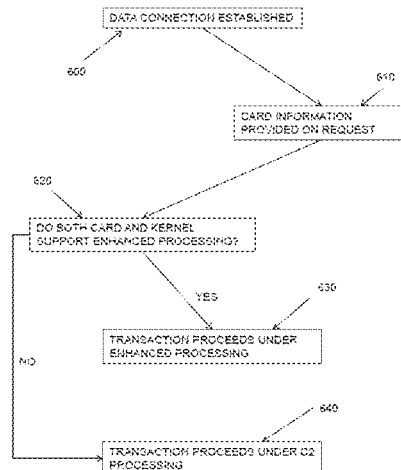 DATA CONNECTION ESTABLISHED
600
610
CARD INFORMATION
PROVIDED ON REQUEST
620
DO BOTH CARD AND KERNEL
SUPPORT ENHANCED PROCESSING?
630
YES
TRANSACTION PROCEEDS UNDER
ENHANCED PROCESSING
NO
640
TRANSACTION PROCEEDS UNDER C2
PROCESSING